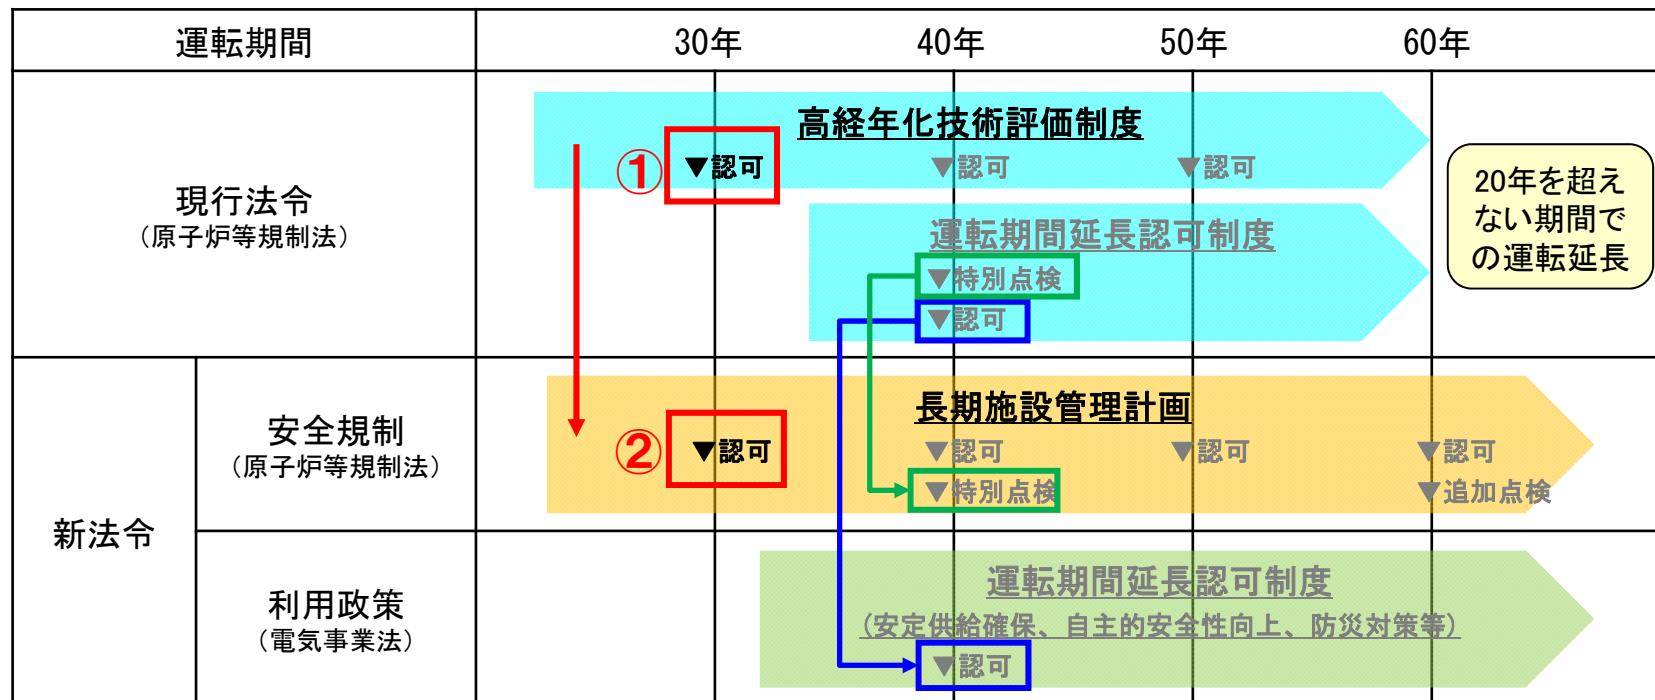 運転期間
30年
40年
50年
60年
現行法令
(原子炉等規制法)
高経年化技術評価制度
①
▼認可
▼認可
▼認可
運転期間延長認可制度
▼特別点検
▼認可
20年を超え
ない期間で
の運転延長
新法令
安全規制
(原子炉等規制法)
長期施設管理計画
②
▼認可
▼認可
▼認可
▼認可
▼特別点検
▼追加点検
利用政策
(電気事業法)
運転期間延長認可制度
(安定供給確保、自主的安全性向上、防災対策等)
▼認可